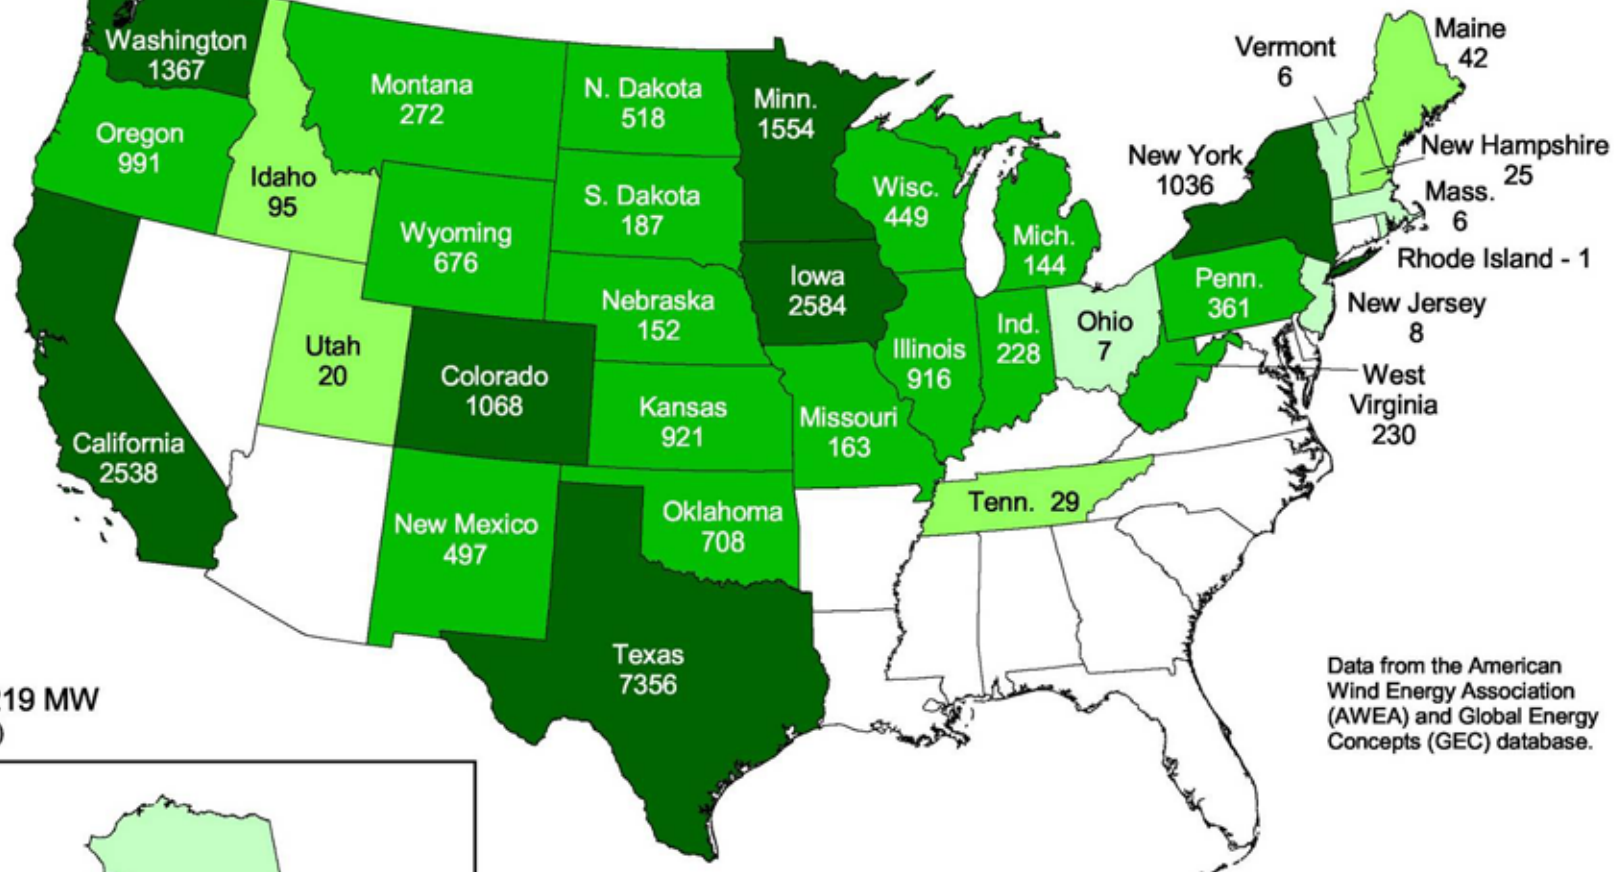 Washington
1367
Oregon
991
Idaho
95
Montana
272
N. Dakota
518
Minn.
1554
S. Dakota
187
Wyoming
676
Nebraska
152
Iowa
2584
Wisc.
449
Mich.
144
Illinois
916
Ind.
228
Ohio
7
Penn.
361
New York
1036
Vermont
6
Maine
42
New Hampshire
25
Mass.
6
Rhode Island - 1
New Jersey
8
West
Virginia
230
Utah
20
Colorado
1068
Kansas
921
Missouri
163
California
2538
New Mexico
497
Oklahoma
708
Tenn. 29
Texas
7356
19 MW
)
Data from the American
Wind Energy Association
(AWEA) and Global Energy
Concepts (GEC) database.